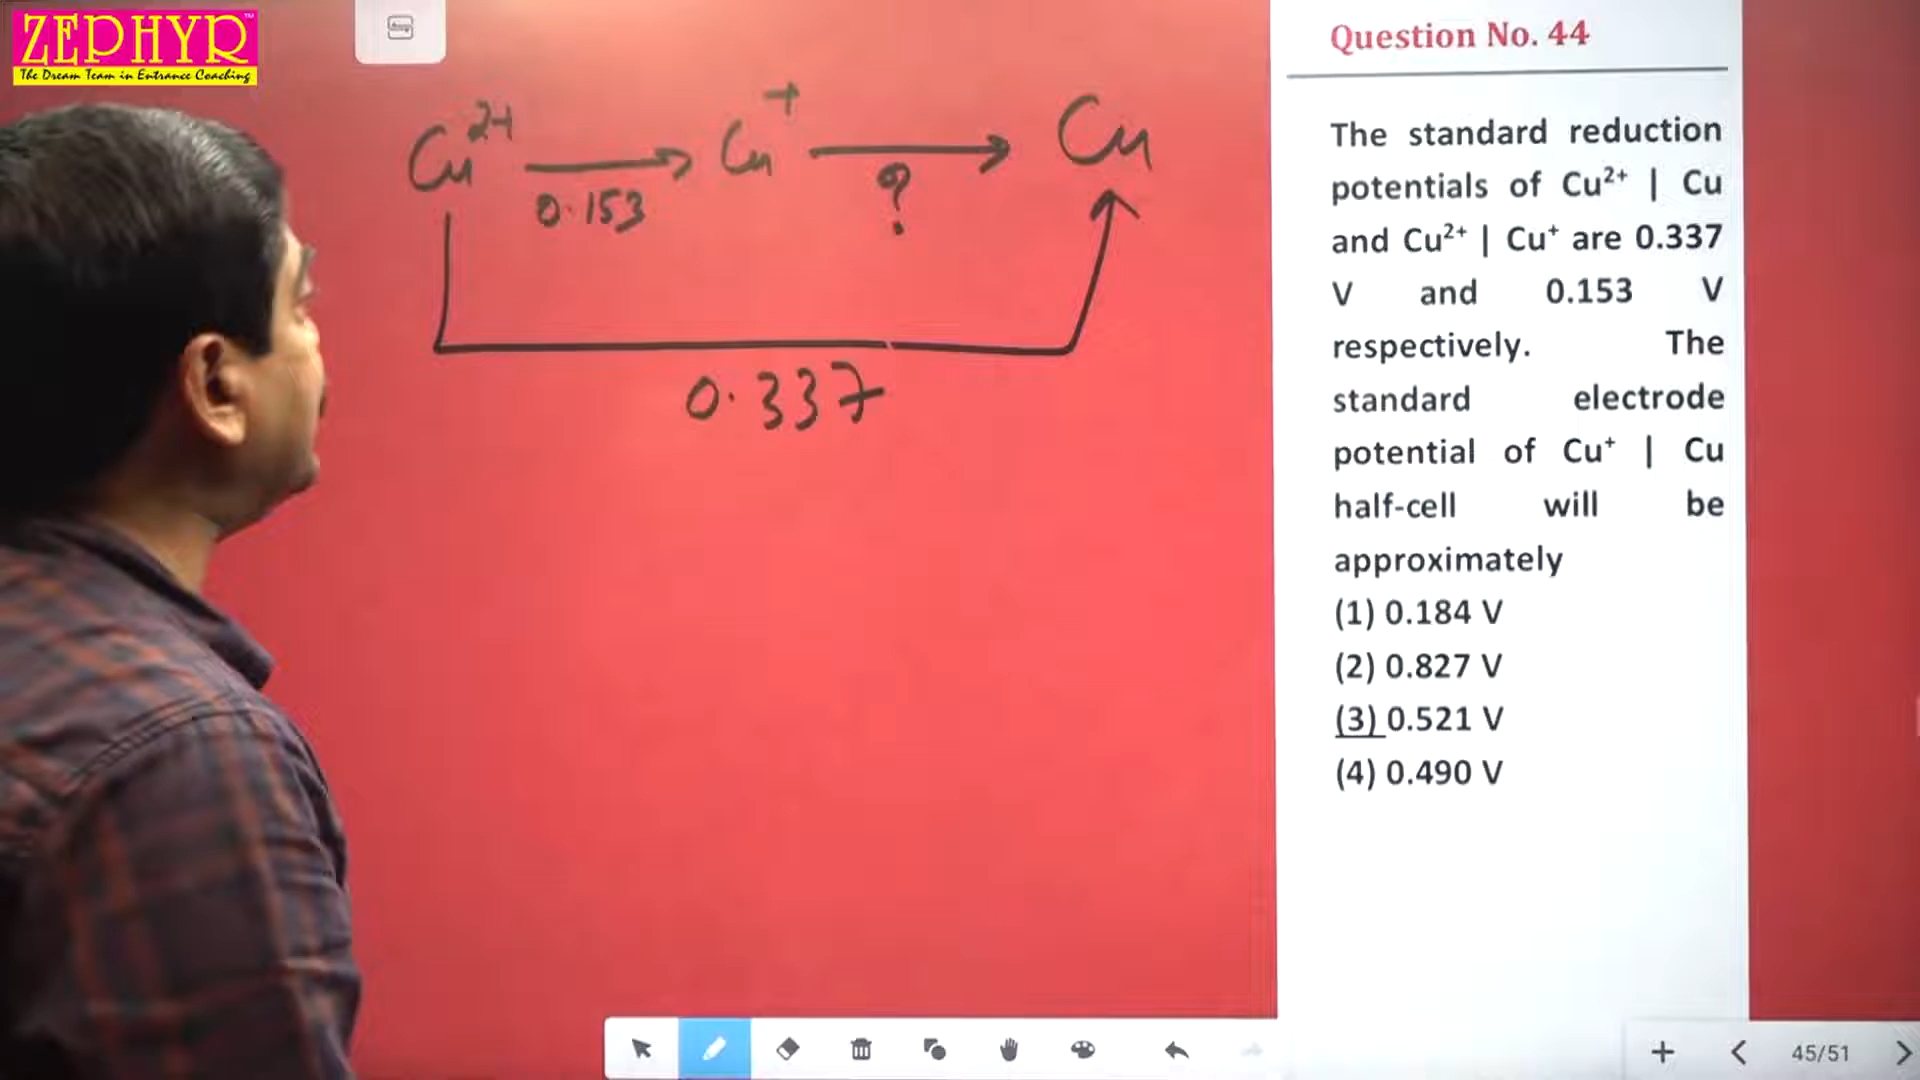 ZEPHYR™
The Dream Team in Entrance Coaching
Cu²⁺ → Cu⁺ → Cu
0.153 ?
0.337
Question No. 44
The standard reduction
potentials of Cu²⁺ | Cu
and Cu²⁺ | Cu⁺ are 0.337
V and 0.153 V
respectively. The
standard electrode
potential of Cu⁺ | Cu
half-cell will be
approximately
(1) 0.184 V
(2) 0.827 V
(3) 0.521 V
(4) 0.490 V
45/51